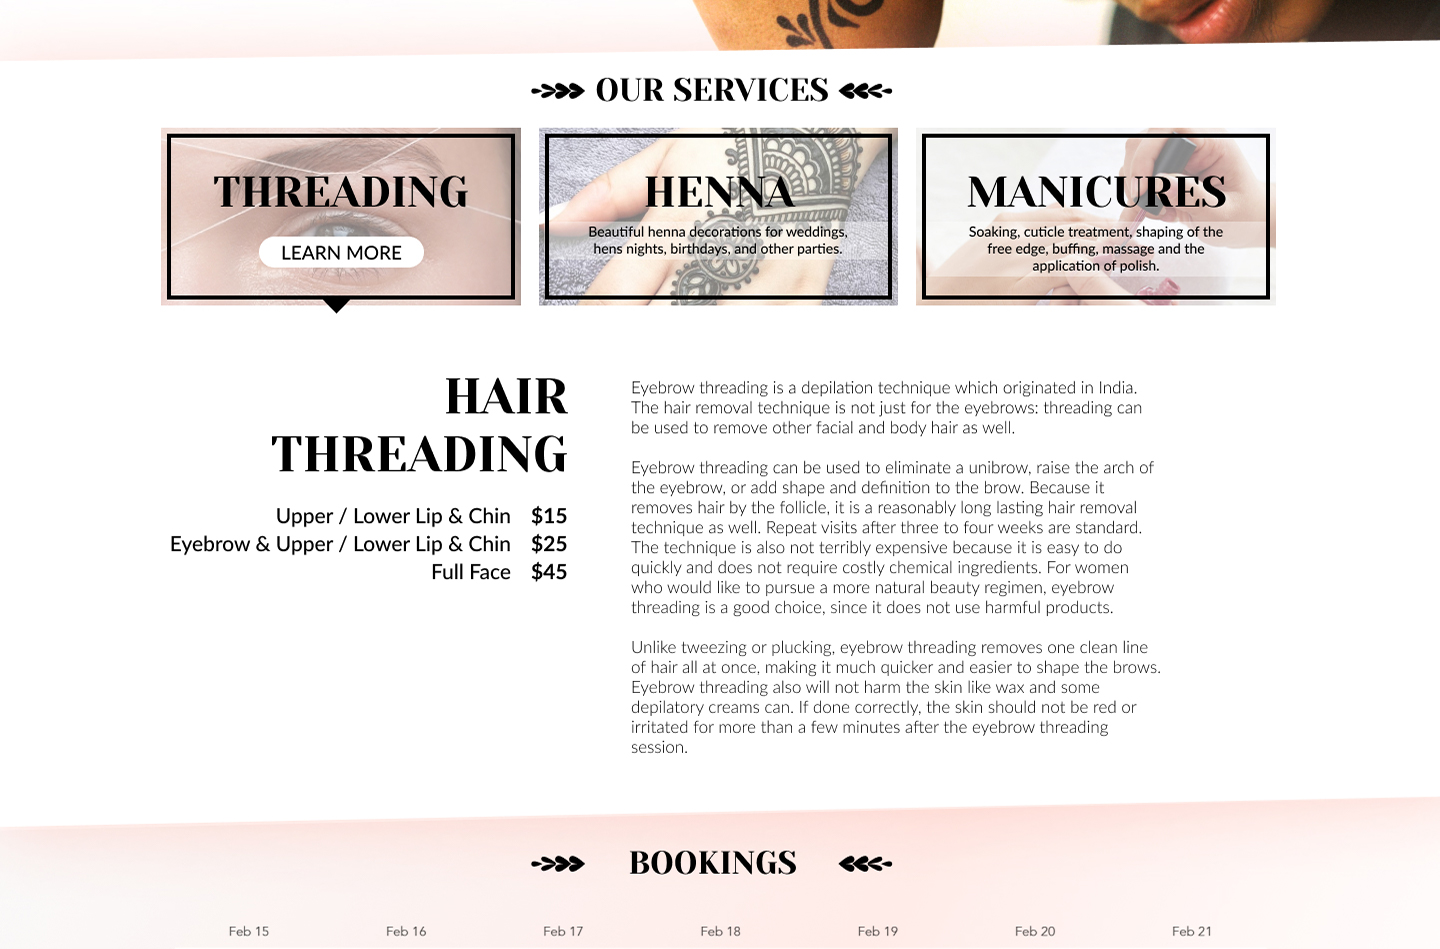 OUR SERVICES
THREADING
LEARN MORE
HENNA
Beautiful henna decorations for weddings,
hens nights, birthdays, and other parties.
MANICURES
Soaking, cuticle treatment, shaping of the
free edge, buffing, massage and the
application of polish.
HAIR
THREADING
Upper / Lower Lip & Chin $15
Eyebrow & Upper / Lower Lip & Chin $25
Full Face $45
Eyebrow threading is a depilation technique which originated in India.
The hair removal technique is not just for the eyebrows: threading can
be used to remove other facial and body hair as well.
Eyebrow threading can be used to eliminate a unibrow, raise the arch of
the eyebrow, or add shape and definition to the brow. Because it
removes hair by the follicle, it is a reasonably long lasting hair removal
technique as well. Repeat visits after three to four weeks are standard.
The technique is also not terribly expensive because it is easy to do
quickly and does not require costly chemical ingredients. For women
who would like to pursue a more natural beauty regimen, eyebrow
threading is a good choice, since it does not use harmful products.
Unlike tweezing or plucking, eyebrow threading removes one clean line
of hair all at once, making it much quicker and easier to shape the brows.
Eyebrow threading also will not harm the skin like wax and some
depilatory creams can. If done correctly, the skin should not be red or
irritated for more than a few minutes after the eyebrow threading
session.
BOOKINGS
Feb 15 Feb 16 Feb 17 Feb 18 Feb 19 Feb 20 Feb 21